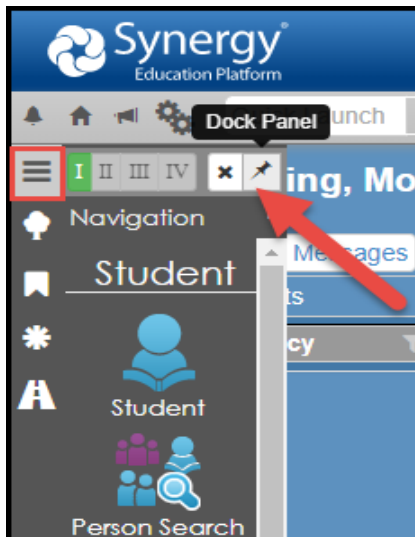 Synergy
Education Platform
Dock Panel
unch
I II III IV
ing, Mo
Navigation
Messages
Student
ts
cy
Student
Person Search